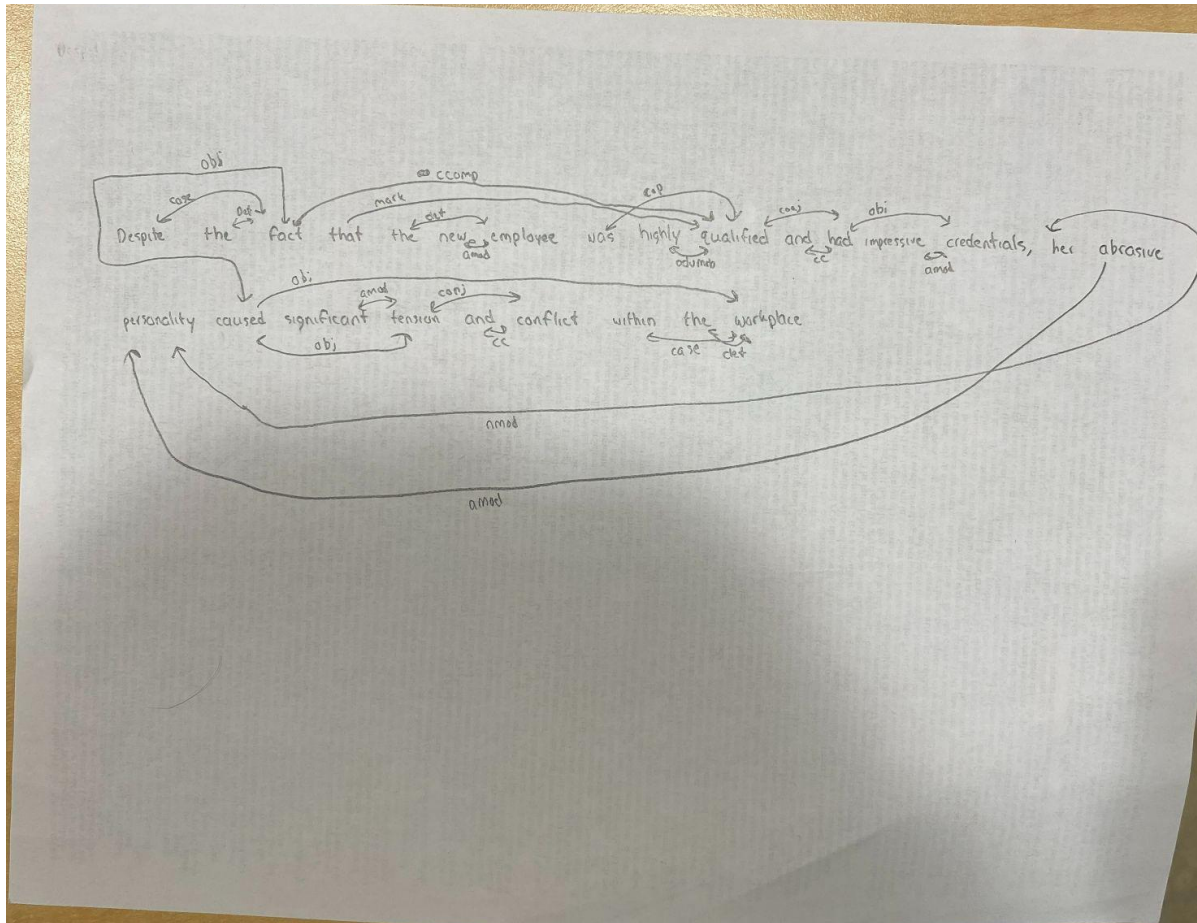 obj
ccomp
case
Det
mark
det
cop
conj
obj
Despite the fact that the new employee was highly qualified and had impressive credentials, her abrasive
amod
advmod
cc
amod
obj
amod
conj
personality caused significant tension and conflict within the workplace
obj
cc
case
det
nmod
amod